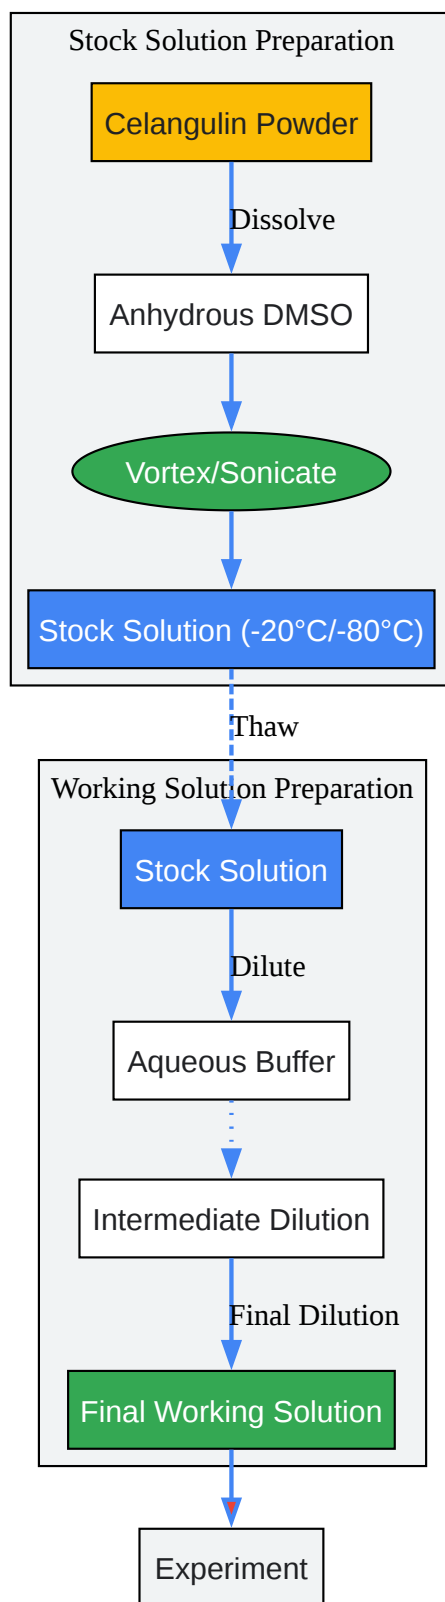 Stock Solution Preparation
Celangulin Powder
Dissolve
Anhydrous DMSO
Vortex/Sonicate
Stock Solution (-20°C/-80°C)
Thaw
Working Solution Preparation
Stock Solution
Dilute
Aqueous Buffer
Intermediate Dilution
Final Dilution
Final Working Solution
Experiment